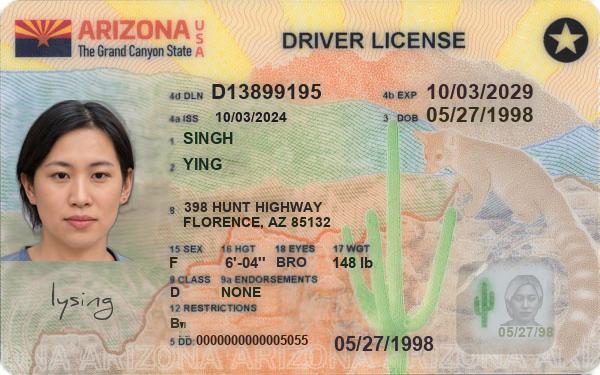 ARIZONA USA
The Grand Canyon State
DRIVER LICENSE
4d DLN D13899195
4b EXP 10/03/2029
4a ISS 10/03/2024
3 DOB 05/27/1998
1 SINGH
2 YING
8 398 HUNT HIGHWAY
FLORENCE, AZ 85132
15 SEX 16 HGT 18 EYES 17 WGT
F 6'-04" BRO 148 lb
9 CLASS 9a ENDORSEMENTS
D NONE
12 RESTRICTIONS
B
5 DD: 0000000000005055
05/27/1998
lysing
05/27/98
ARIZONA ARIZONA ARIZONA ARIZONA